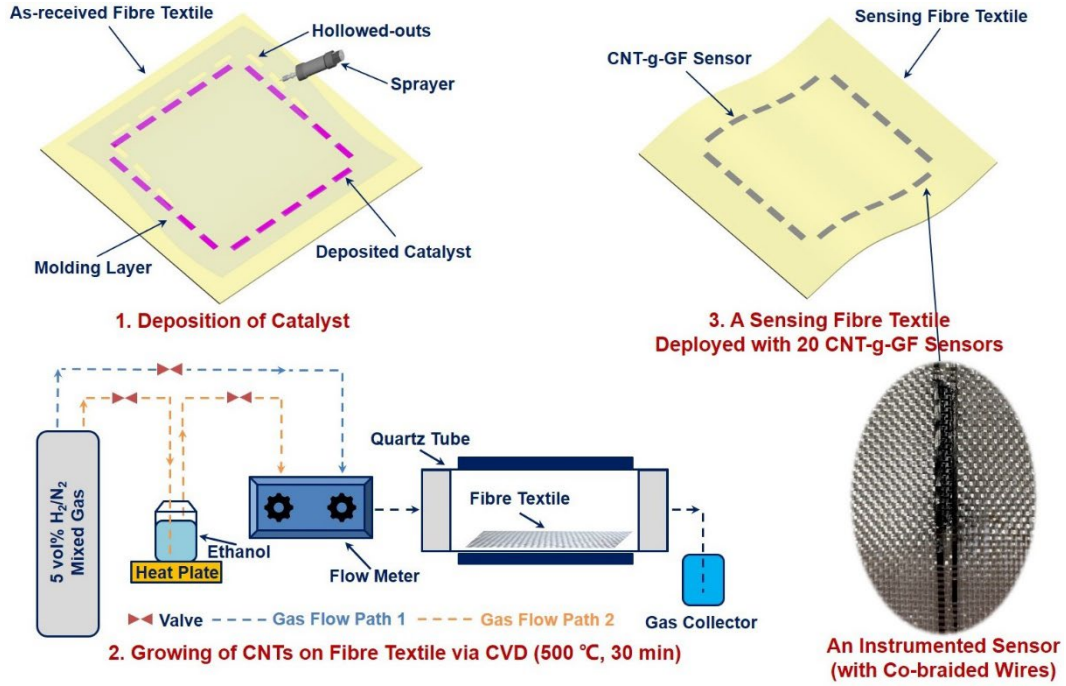 As-received Fibre Textile
Hollowed-outs
Sprayer
Molding Layer
Deposited Catalyst
1. Deposition of Catalyst
Sensing Fibre Textile
CNT-g-GF Sensor
3. A Sensing Fibre Textile
Deployed with 20 CNT-g-GF Sensors
5 vol% H₂/N₂
Mixed Gas
Ethanol
Heat Plate
Flow Meter
Quartz Tube
Fibre Textile
Gas Collector
Valve
Gas Flow Path 1
Gas Flow Path 2
2. Growing of CNTs on Fibre Textile via CVD (500 ℃, 30 min)
An Instrumented Sensor
(with Co-braided Wires)